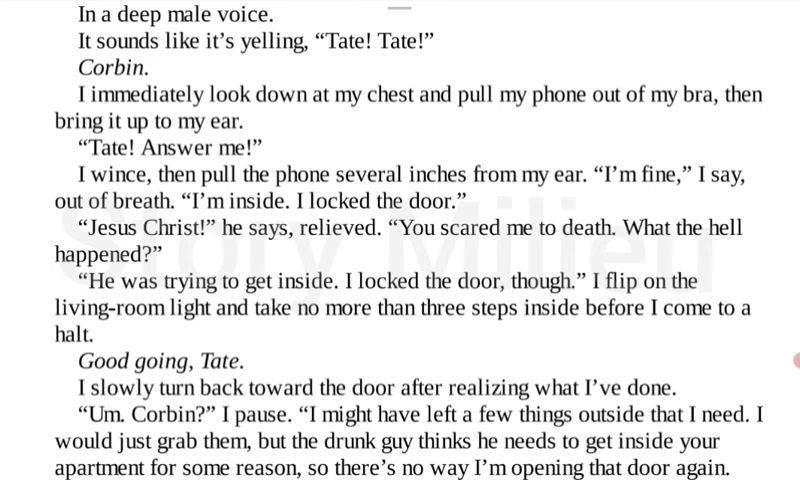 In a deep male voice.
It sounds like it’s yelling, “Tate! Tate!”
Corbin.
I immediately look down at my chest and pull my phone out of my bra, then
bring it up to my ear.
“Tate! Answer me!”
I wince, then pull the phone several inches from my ear. “I’m fine,” I say,
out of breath. “I’m inside. I locked the door.”
“Jesus Christ!” he says, relieved. “You scared me to death. What the hell
happened?”
“He was trying to get inside. I locked the door, though.” I flip on the
living-room light and take no more than three steps inside before I come to a
halt.
Good going, Tate.
I slowly turn back toward the door after realizing what I’ve done.
“Um. Corbin?” I pause. “I might have left a few things outside that I need. I
would just grab them, but the drunk guy thinks he needs to get inside your
apartment for some reason, so there’s no way I’m opening that door again.
Story Milieu